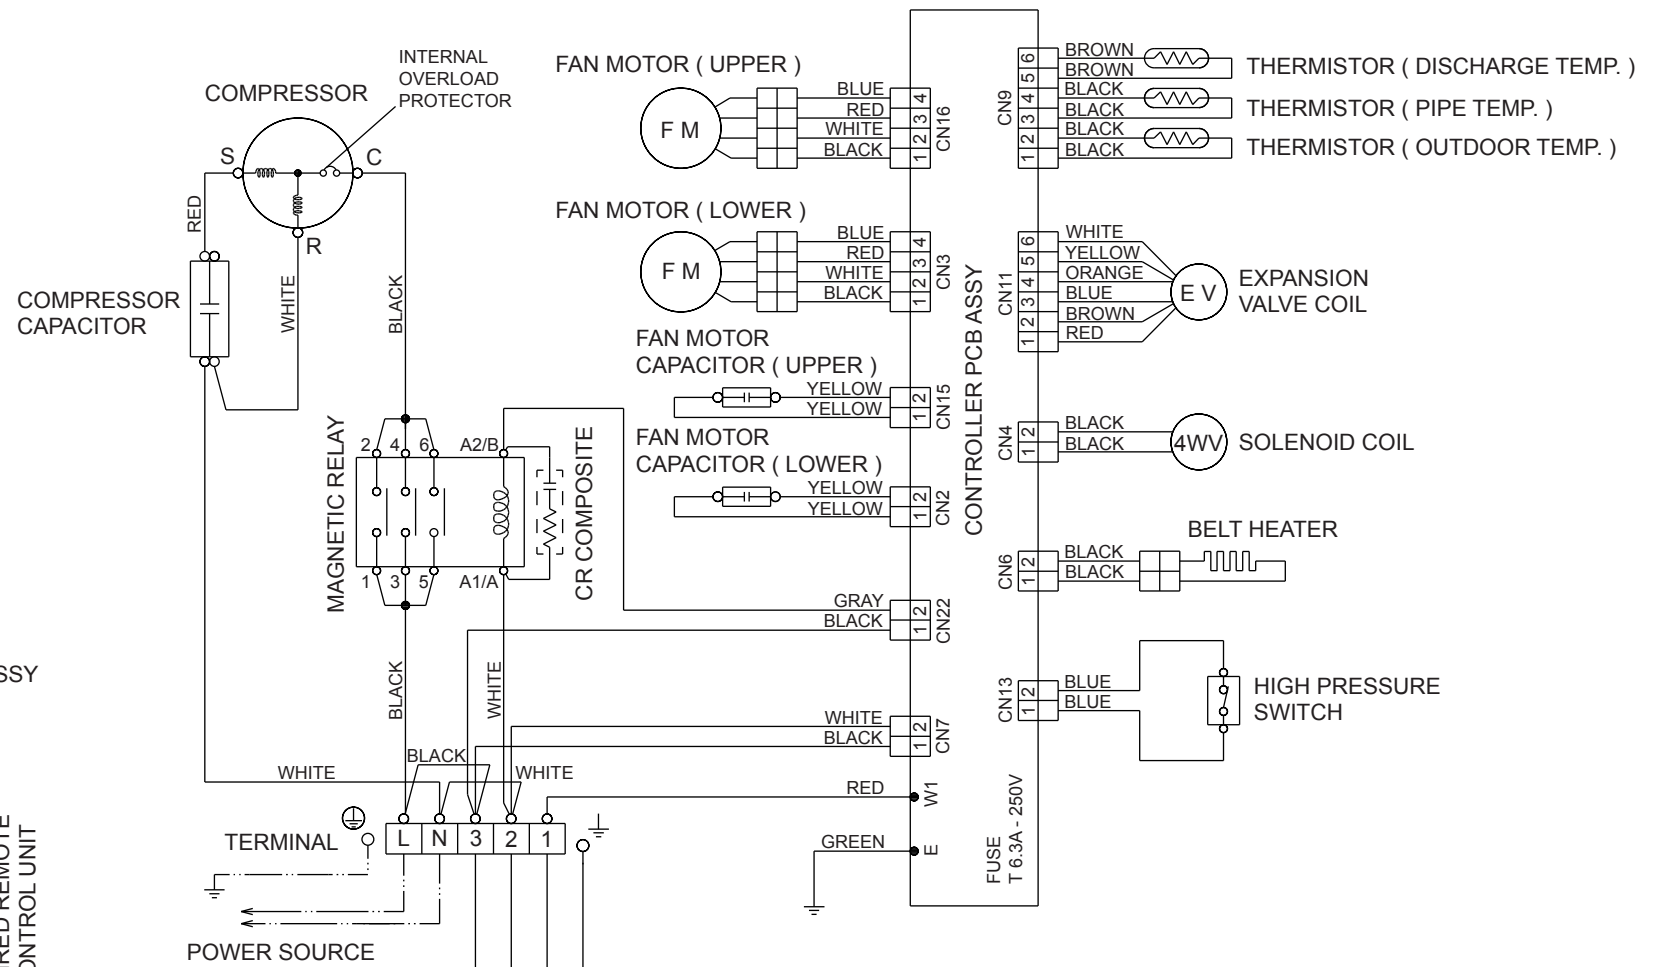 COMPRESSOR
INTERNAL
OVERLOAD
PROTECTOR
S
C
R
RED
WHITE
BLACK
COMPRESSOR
CAPACITOR
MAGNETIC RELAY
2 4 6 A2/B
1 3 5 A1/A
CR COMPOSITE
BLACK
WHITE
BLACK
WHITE
WHITE
TERMINAL
L N 3 2 1
POWER SOURCE
SSY
FAN MOTOR ( UPPER )
F M
BLUE 4
RED 3
WHITE 2
BLACK 1
CN16
FAN MOTOR ( LOWER )
F M
BLUE 4
RED 3
WHITE 2
BLACK 1
CN3
FAN MOTOR
CAPACITOR ( UPPER )
YELLOW 2
YELLOW 1
CN15
FAN MOTOR
CAPACITOR ( LOWER )
YELLOW 2
YELLOW 1
CN2
GRAY 2
BLACK 1
CN22
WHITE 2
BLACK 1
CN7
RED W1
GREEN E
CONTROLLER PCB ASSY
FUSE
T 6.3A - 250V
CN9
6 BROWN
5 BROWN
4 BLACK
3 BLACK
2 BLACK
1 BLACK
THERMISTOR ( DISCHARGE TEMP. )
THERMISTOR ( PIPE TEMP. )
THERMISTOR ( OUTDOOR TEMP. )
CN11
6 WHITE
5 YELLOW
4 ORANGE
3 BLUE
2 BROWN
1 RED
E V
EXPANSION
VALVE COIL
CN4
2 BLACK
1 BLACK
4WV
SOLENOID COIL
CN6
2 BLACK
1 BLACK
BELT HEATER
CN13
2 BLUE
1 BLUE
HIGH PRESSURE
SWITCH
REMOTE
ONTROL UNIT